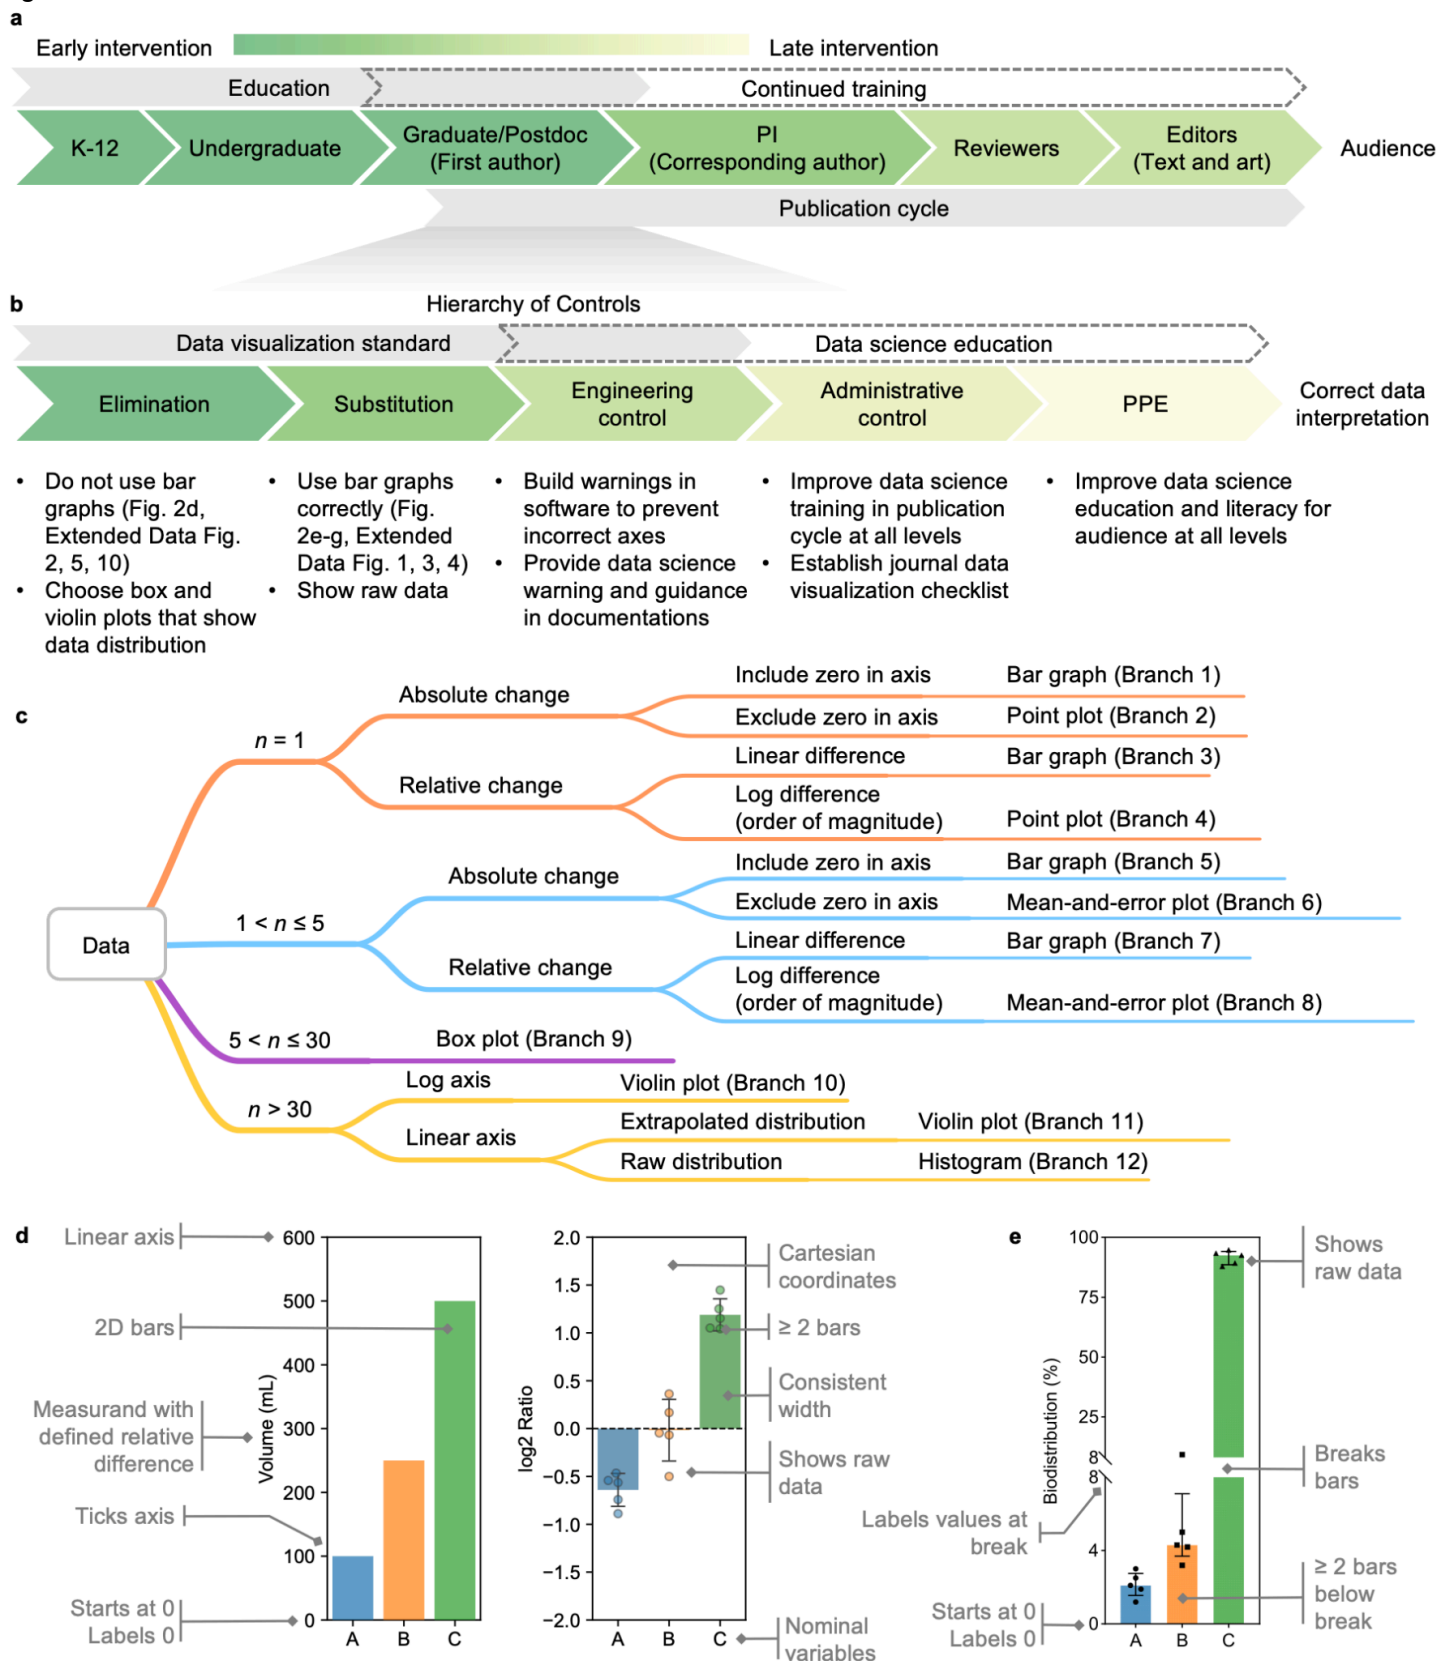 a
Early intervention
Late intervention
Education
Continued training
K-12
Undergraduate
Graduate/Postdoc
(First author)
PI
(Corresponding author)
Reviewers
Editors
(Text and art)
Audience
Publication cycle
b
Hierarchy of Controls
Data visualization standard
Data science education
Elimination
Substitution
Engineering
control
Administrative
control
PPE
Correct data
interpretation
• Do not use bar
graphs (Fig. 2d,
Extended Data Fig.
2, 5, 10)
• Choose box and
violin plots that show
data distribution
• Use bar graphs
correctly (Fig.
2e-g, Extended
Data Fig. 1, 3, 4)
• Show raw data
• Build warnings in
software to prevent
incorrect axes
• Provide data science
warning and guidance
in documentations
• Improve data science
training in publication
cycle at all levels
• Establish journal data
visualization checklist
• Improve data science
education and literacy for
audience at all levels
c
Data
n = 1
Absolute change
Include zero in axis
Bar graph (Branch 1)
Exclude zero in axis
Point plot (Branch 2)
Relative change
Linear difference
Bar graph (Branch 3)
Log difference
(order of magnitude)
Point plot (Branch 4)
1 < n ≤ 5
Absolute change
Include zero in axis
Bar graph (Branch 5)
Exclude zero in axis
Mean-and-error plot (Branch 6)
Relative change
Linear difference
Bar graph (Branch 7)
Log difference
(order of magnitude)
Mean-and-error plot (Branch 8)
5 < n ≤ 30
Box plot (Branch 9)
n > 30
Log axis
Violin plot (Branch 10)
Linear axis
Extrapolated distribution
Violin plot (Branch 11)
Raw distribution
Histogram (Branch 12)
d
Linear axis
2D bars
Measurand with
defined relative
difference
Ticks axis
Starts at 0
Labels 0
Volume (mL)
600
500
400
300
200
100
0
A
B
C
log2 Ratio
2.0
1.5
1.0
0.5
0.0
−0.5
−1.0
−1.5
−2.0
A
B
C
Cartesian
coordinates
≥ 2 bars
Consistent
width
Shows raw
data
Nominal
variables
e
Biodistribution (%)
100
75
50
25
8
8
4
0
A
B
C
Shows
raw data
Breaks
bars
Labels values at
break
≥ 2 bars
below
break
Starts at 0
Labels 0